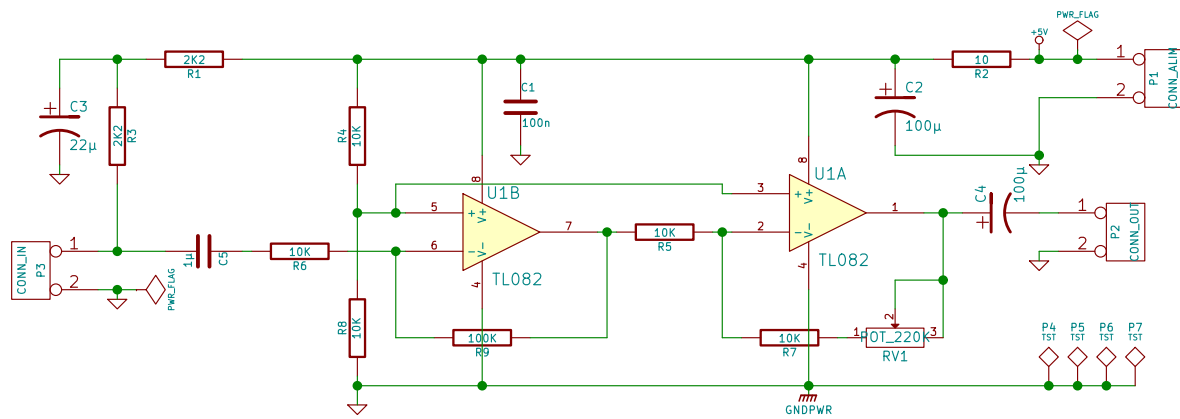 PWR_FLAG
+5V
2K2
R1
10
R2
1
2
P1
CONN_ALIM
C3
22µ
2K2
R3
R4
10K
C1
100n
C2
100µ
8
U1B
5
6
7
4
V+
V-
TL082
8
U1A
3
2
1
4
V+
V-
TL082
C4
100µ
1
2
P2
CONN_OUT
CONN_IN
P3
1
2
PWR_FLAG
1µ
C5
10K
R6
10K
R5
R8
10K
100K
R9
10K
R7
1
2
3
POT_220K
RV1
P4
TST
P5
TST
P6
TST
P7
TST
GNDPWR